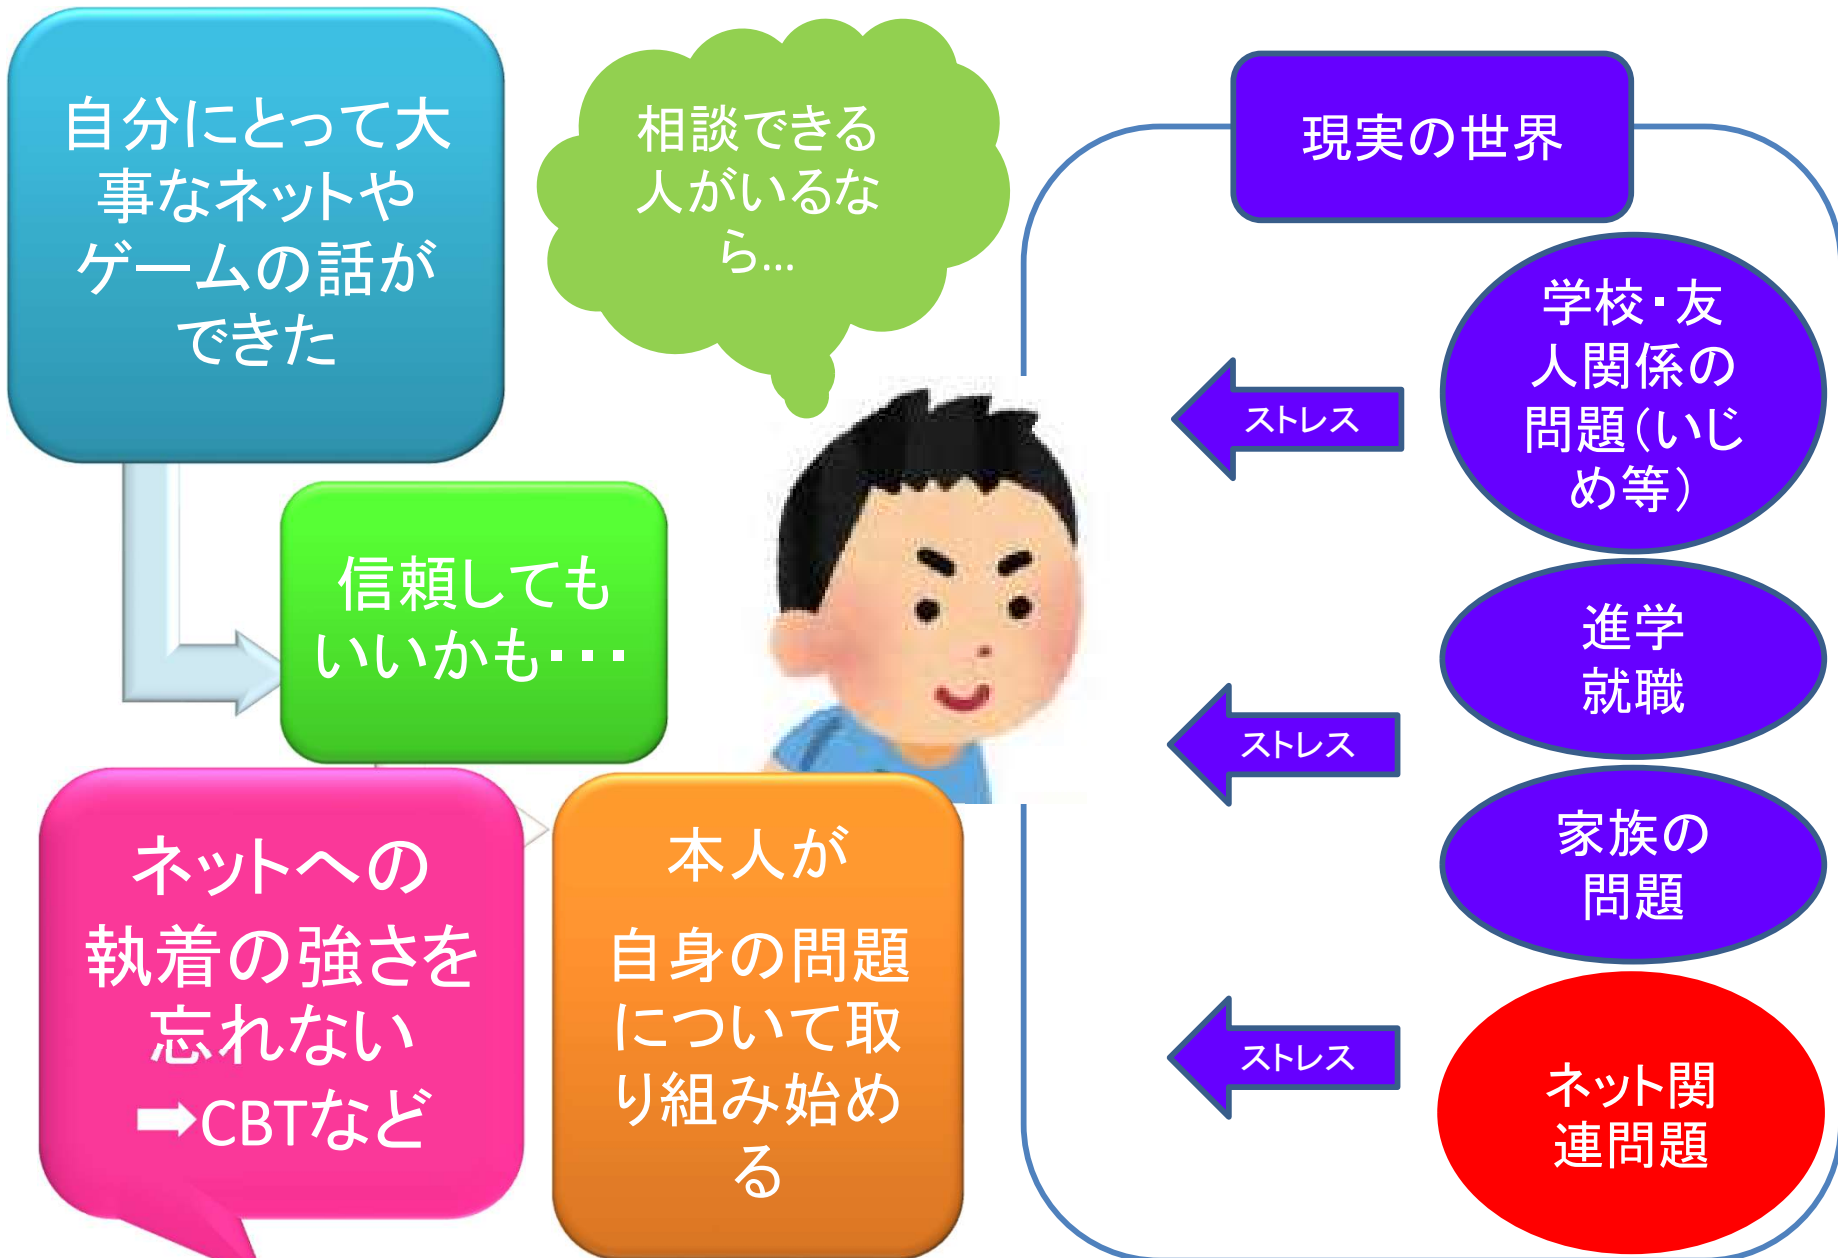 自分にとって大
事なネットや
ゲームの話が
できた
相談できる
人がいるな
ら…
信頼しても
いいかも・・・
ネットへの
執着の強さを
忘れない
➡CBTなど
本人が
自身の問題
について取
り組み始め
る
現実の世界
学校・友
人関係の
問題(いじ
め等)
ストレス
進学
就職
ストレス
家族の
問題
ストレス
ネット関
連問題